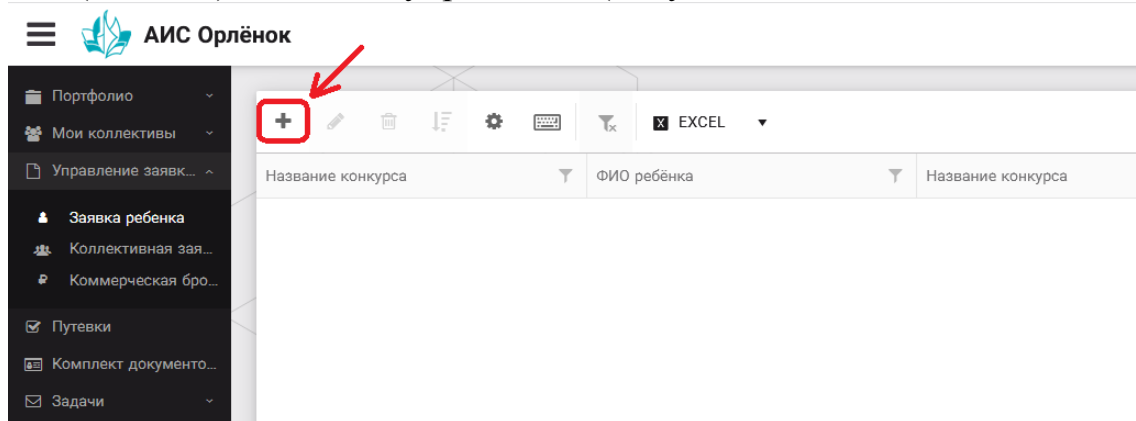 АИС Орлёнок
Портфолио
Мои коллективы
Управление заявк...
Заявка ребенка
Коллективная зая...
Коммерческая бро...
Путевки
Комплект документо...
Задачи
EXCEL
Название конкурса
ФИО ребёнка
Название конкурса